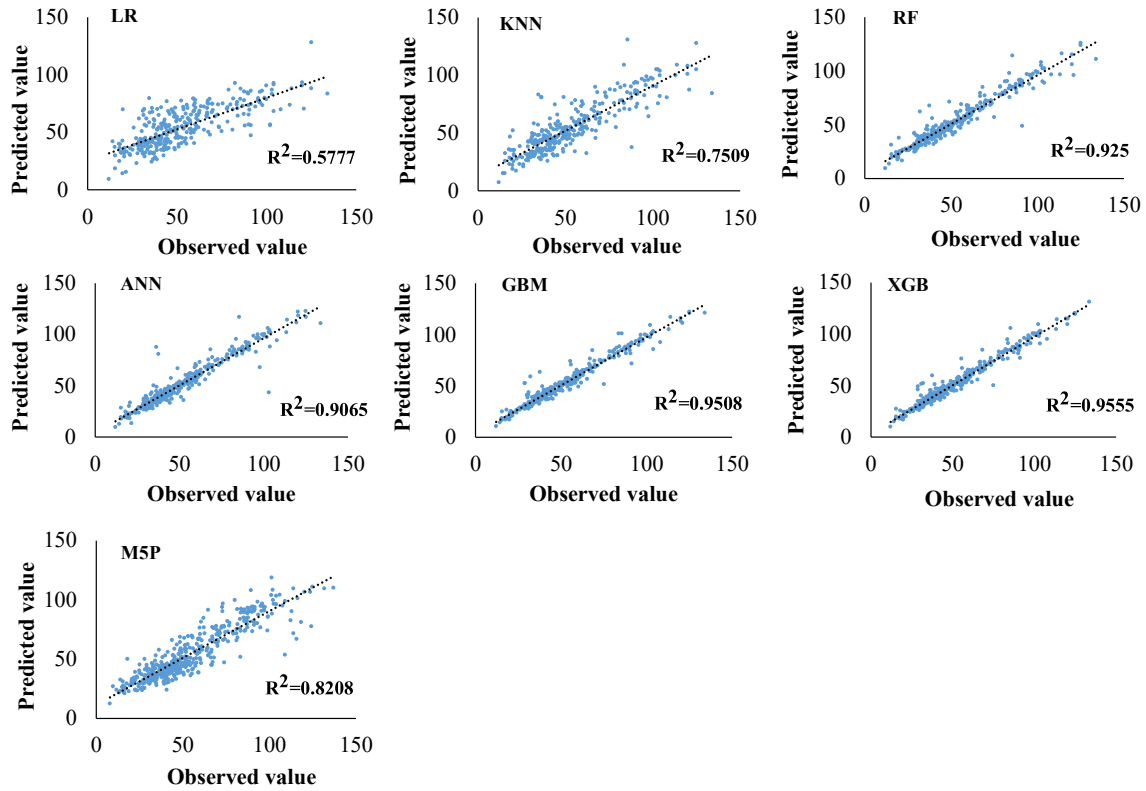 LR
Predicted value
150
100
50
0
R²=0.5777
0
50
100
150
Observed value
KNN
Predicted value
150
100
50
0
R²=0.7509
0
50
100
150
Observed value
RF
Predicted value
150
100
50
0
R²=0.925
0
50
100
150
Observed value
ANN
Predicted value
150
100
50
0
R²=0.9065
0
50
100
150
Observed value
GBM
Predicted value
150
100
50
0
R²=0.9508
0
50
100
150
Observed value
XGB
Predicted value
150
100
50
0
R²=0.9555
0
50
100
150
Observed value
M5P
Predicted value
150
100
50
0
R²=0.8208
0
50
100
150
Observed value